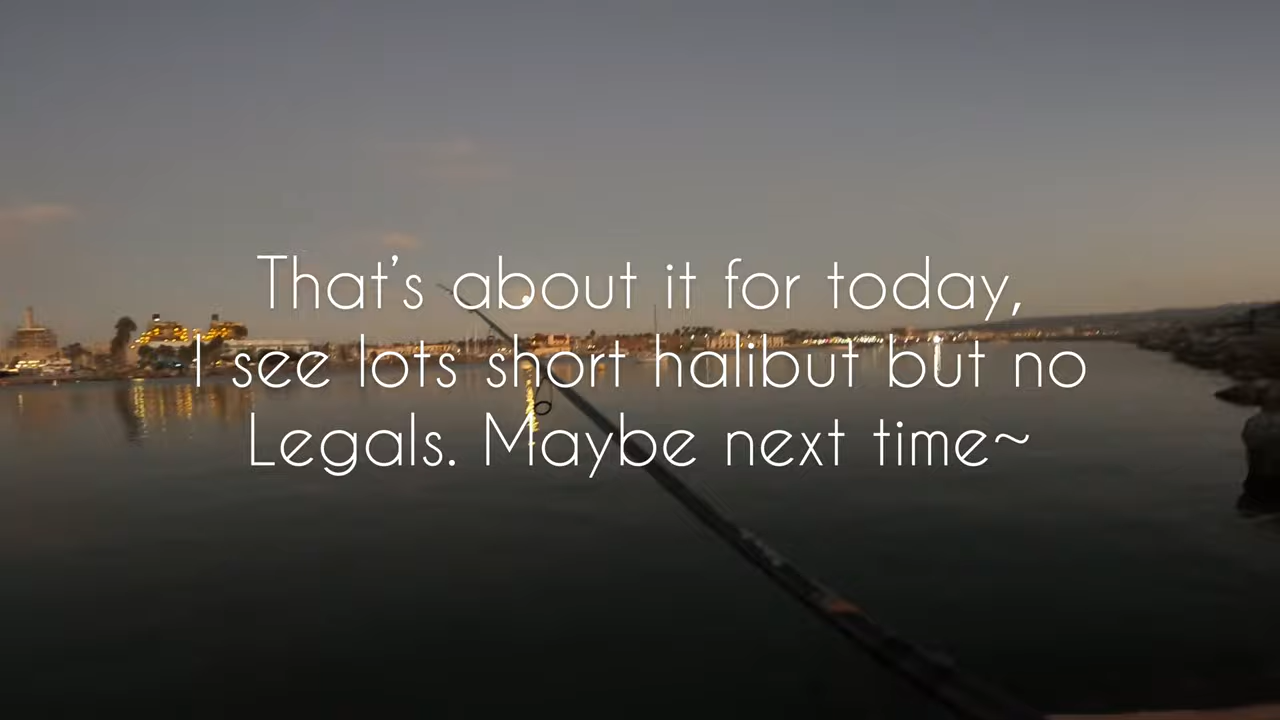 That's about it for today,
I see lots short halibut but no
Legals. Maybe next time~